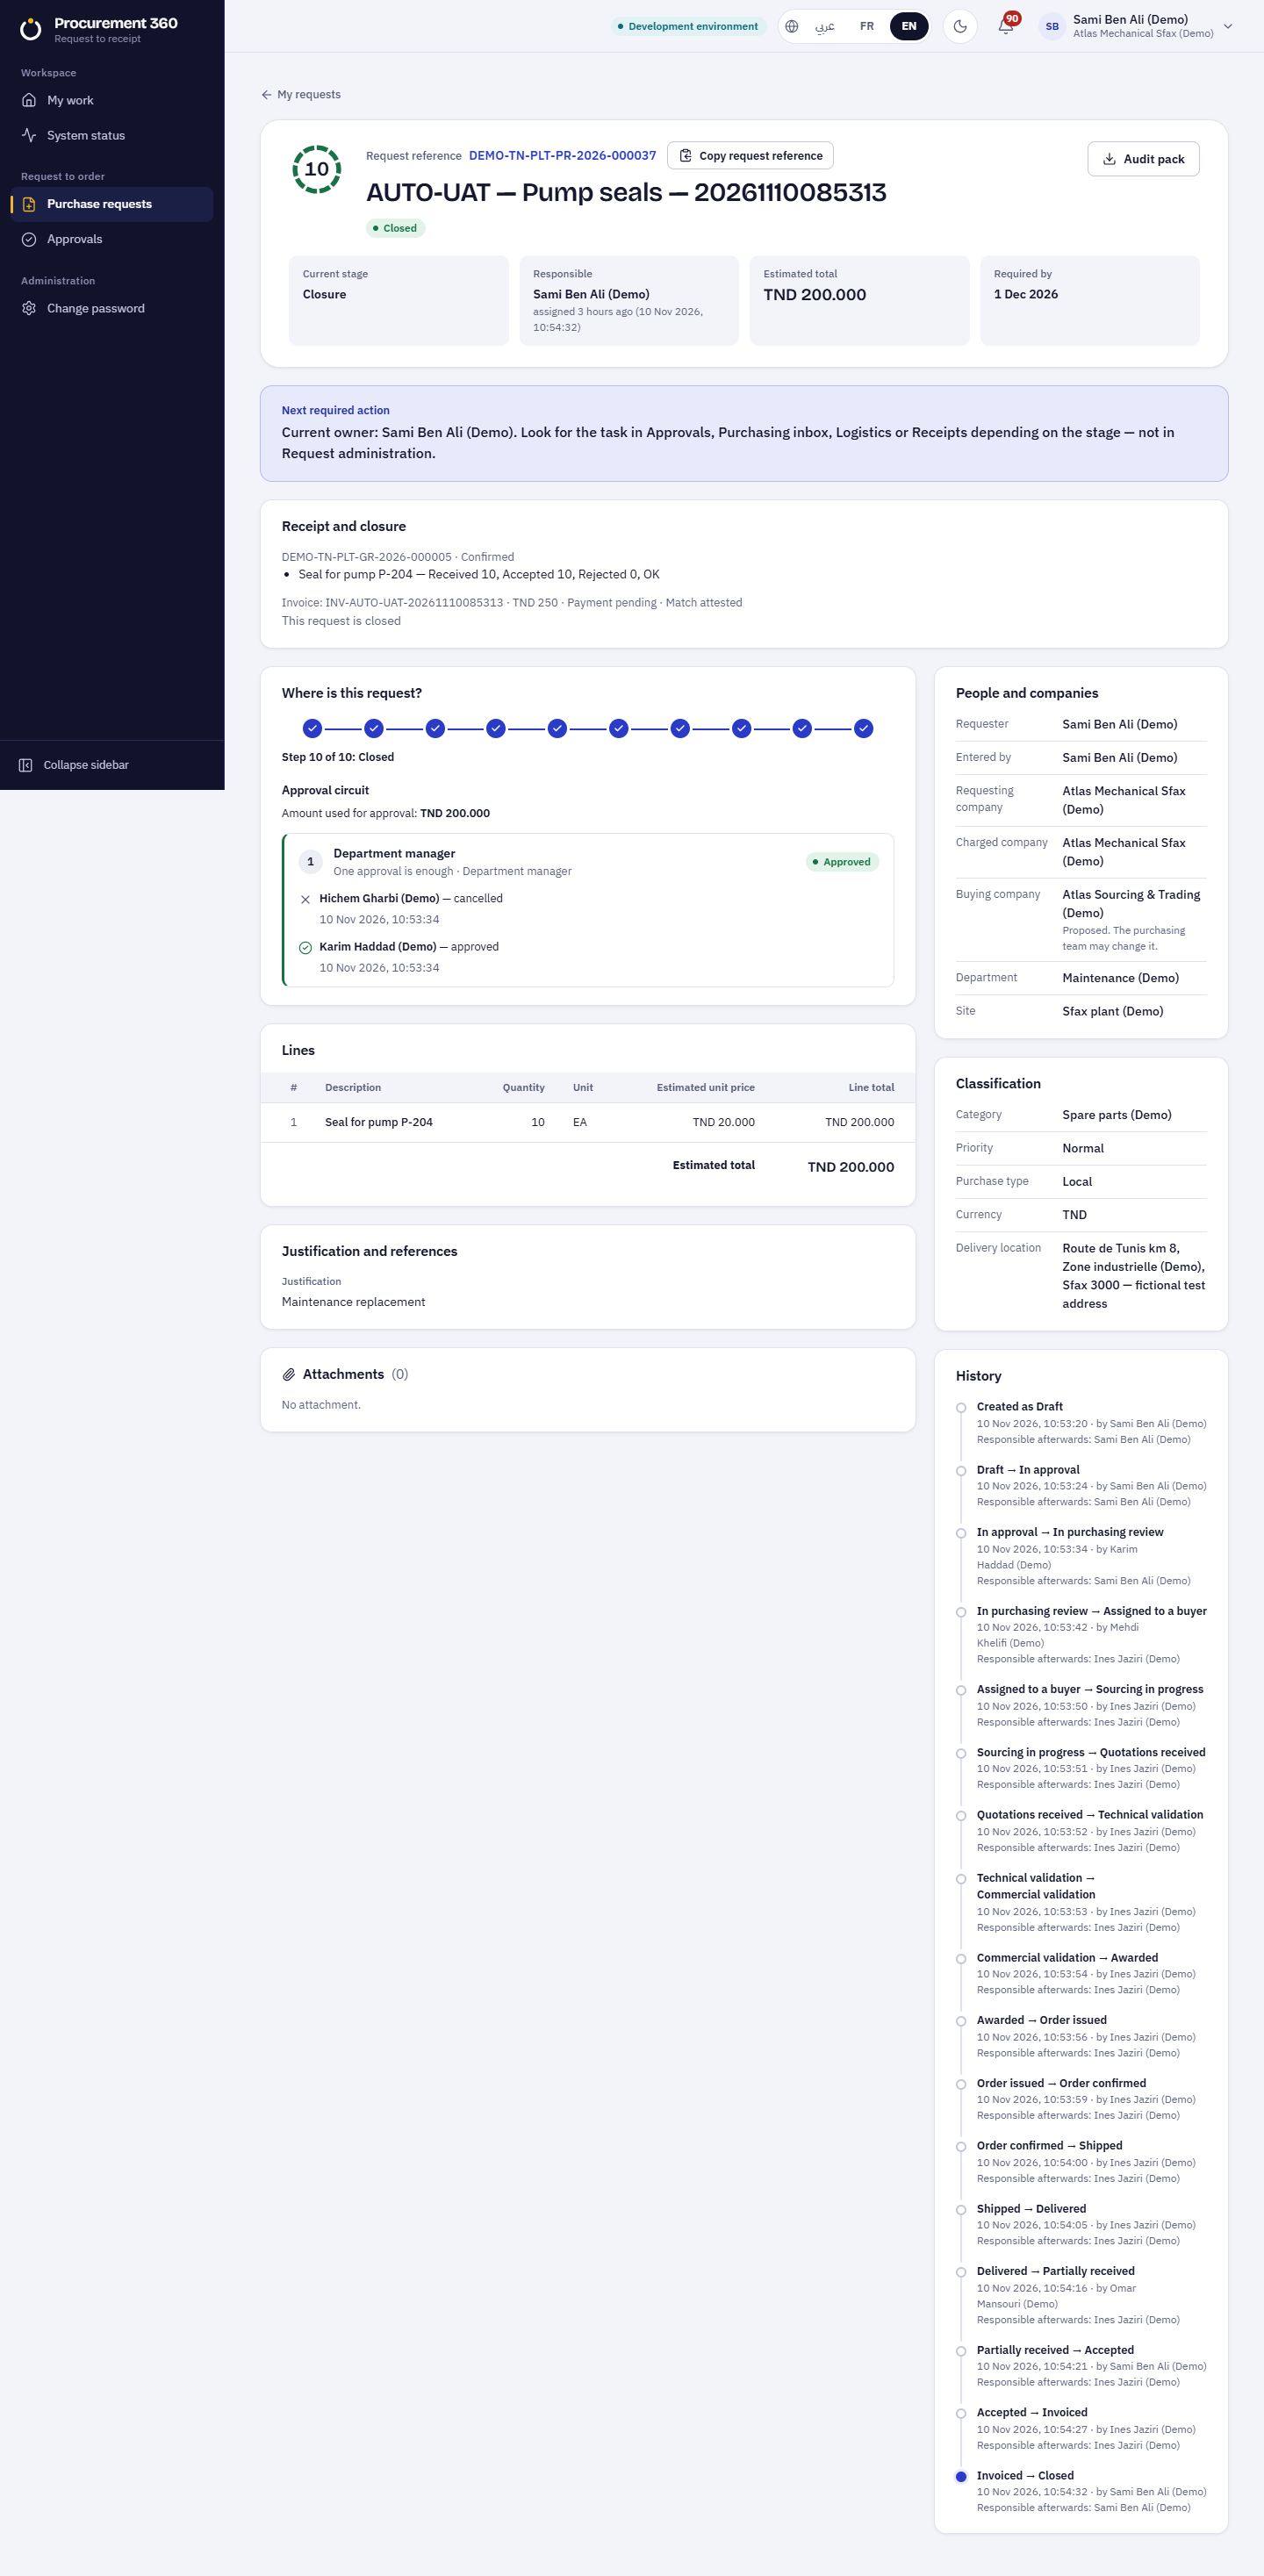 Procurement 360
Request to receipt
Workspace
My work
System status
Request to order
Purchase requests
Approvals
Administration
Change password
Collapse sidebar
Development environment
عربي
FR
EN
90
SB
Sami Ben Ali (Demo)
Atlas Mechanical Sfax (Demo)
My requests
10
Request reference DEMO-TN-PLT-PR-2026-000037
Copy request reference
Audit pack
AUTO-UAT — Pump seals — 20261110085313
Closed
Current stage
Closure
Responsible
Sami Ben Ali (Demo)
assigned 3 hours ago (10 Nov 2026,
10:54:32)
Estimated total
TND 200.000
Required by
1 Dec 2026
Next required action
Current owner: Sami Ben Ali (Demo). Look for the task in Approvals, Purchasing inbox, Logistics or Receipts depending on the stage — not in
Request administration.
Receipt and closure
DEMO-TN-PLT-GR-2026-000005 · Confirmed
• Seal for pump P-204 — Received 10, Accepted 10, Rejected 0, OK
Invoice: INV-AUTO-UAT-20261110085313 · TND 250 · Payment pending · Match attested
This request is closed
Where is this request?
Step 10 of 10: Closed
Approval circuit
Amount used for approval: TND 200.000
1
Department manager
One approval is enough · Department manager
Approved
Hichem Gharbi (Demo) — cancelled
10 Nov 2026, 10:53:34
Karim Haddad (Demo) — approved
10 Nov 2026, 10:53:34
Lines
# Description Quantity Unit Estimated unit price Line total
1 Seal for pump P-204 10 EA TND 20.000 TND 200.000
Estimated total TND 200.000
Justification and references
Justification
Maintenance replacement
Attachments (0)
No attachment.
People and companies
Requester Sami Ben Ali (Demo)
Entered by Sami Ben Ali (Demo)
Requesting company
Atlas Mechanical Sfax
(Demo)
Charged company
Atlas Mechanical Sfax
(Demo)
Buying company
Atlas Sourcing & Trading
(Demo)
Proposed. The purchasing
team may change it.
Department Maintenance (Demo)
Site Sfax plant (Demo)
Classification
Category Spare parts (Demo)
Priority Normal
Purchase type Local
Currency TND
Delivery location Route de Tunis km 8,
Zone industrielle (Demo),
Sfax 3000 — fictional test
address
History
Created as Draft
10 Nov 2026, 10:53:20 · by Sami Ben Ali (Demo)
Responsible afterwards: Sami Ben Ali (Demo)
Draft → In approval
10 Nov 2026, 10:53:24 · by Sami Ben Ali (Demo)
Responsible afterwards: Sami Ben Ali (Demo)
In approval → In purchasing review
10 Nov 2026, 10:53:34 · by Karim
Haddad (Demo)
Responsible afterwards: Sami Ben Ali (Demo)
In purchasing review → Assigned to a buyer
10 Nov 2026, 10:53:42 · by Mehdi
Khelifi (Demo)
Responsible afterwards: Ines Jaziri (Demo)
Assigned to a buyer → Sourcing in progress
10 Nov 2026, 10:53:50 · by Ines Jaziri (Demo)
Responsible afterwards: Ines Jaziri (Demo)
Sourcing in progress → Quotations received
10 Nov 2026, 10:53:51 · by Ines Jaziri (Demo)
Responsible afterwards: Ines Jaziri (Demo)
Quotations received → Technical validation
10 Nov 2026, 10:53:52 · by Ines Jaziri (Demo)
Responsible afterwards: Ines Jaziri (Demo)
Technical validation →
Commercial validation
10 Nov 2026, 10:53:53 · by Ines Jaziri (Demo)
Responsible afterwards: Ines Jaziri (Demo)
Commercial validation → Awarded
10 Nov 2026, 10:53:54 · by Ines Jaziri (Demo)
Responsible afterwards: Ines Jaziri (Demo)
Awarded → Order issued
10 Nov 2026, 10:53:56 · by Ines Jaziri (Demo)
Responsible afterwards: Ines Jaziri (Demo)
Order issued → Order confirmed
10 Nov 2026, 10:53:59 · by Ines Jaziri (Demo)
Responsible afterwards: Ines Jaziri (Demo)
Order confirmed → Shipped
10 Nov 2026, 10:54:00 · by Ines Jaziri (Demo)
Responsible afterwards: Ines Jaziri (Demo)
Shipped → Delivered
10 Nov 2026, 10:54:05 · by Ines Jaziri (Demo)
Responsible afterwards: Ines Jaziri (Demo)
Delivered → Partially received
10 Nov 2026, 10:54:16 · by Omar
Mansouri (Demo)
Responsible afterwards: Ines Jaziri (Demo)
Partially received → Accepted
10 Nov 2026, 10:54:21 · by Sami Ben Ali (Demo)
Responsible afterwards: Ines Jaziri (Demo)
Accepted → Invoiced
10 Nov 2026, 10:54:27 · by Ines Jaziri (Demo)
Responsible afterwards: Ines Jaziri (Demo)
Invoiced → Closed
10 Nov 2026, 10:54:32 · by Sami Ben Ali (Demo)
Responsible afterwards: Sami Ben Ali (Demo)